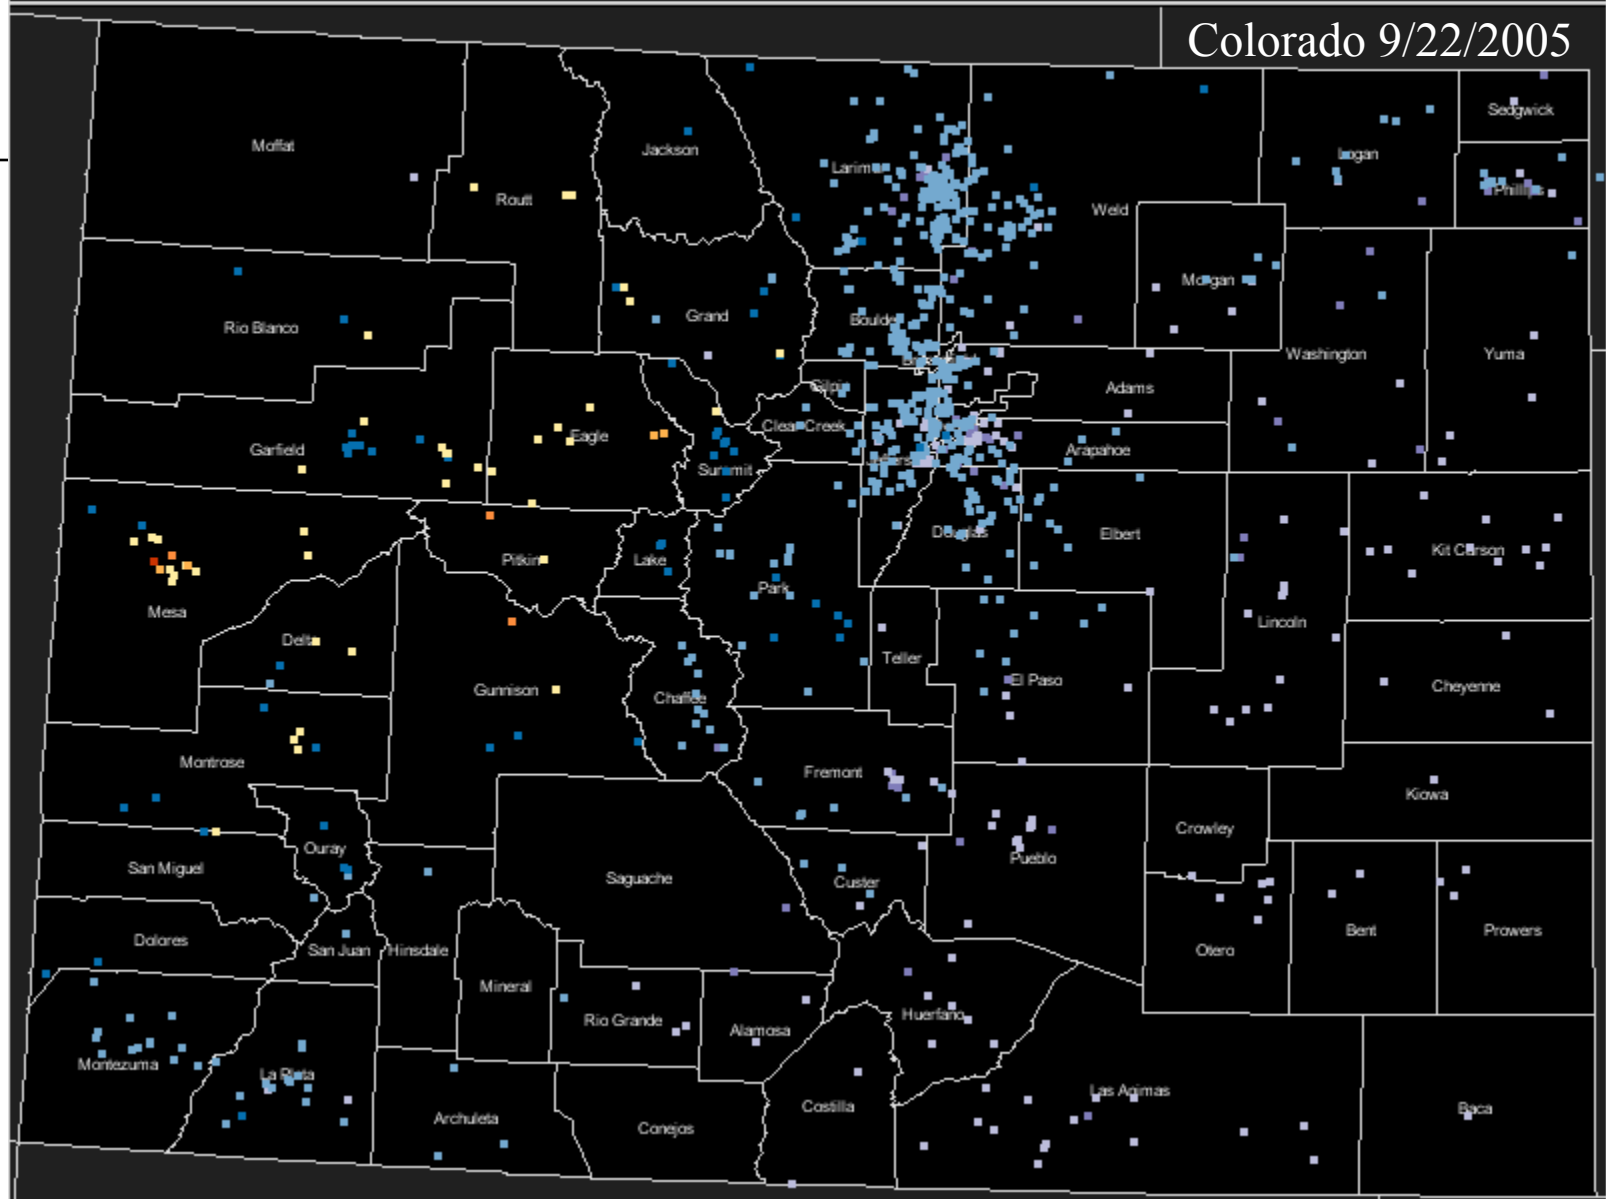 Colorado 9/22/2005
Sedgwick
Moffat
Jackson
Logan
Larim
Phillips
Routt
Weld
Morgan
Rio Blanco
Grand
Boulde
Washington
Yuma
Gilpin
Adams
Garfield
Eagle
Clear Creek
Arapahoe
Summit
Pitkin
Lake
Douglas
Elbert
Kit Carson
Park
Mesa
Lincoln
Delta
Teller
El Paso
Cheyenne
Gunnison
Chaffee
Montrose
Fremont
Kiowa
Crowley
Ouray
Pueblo
San Miguel
Saguache
Custer
Dolores
San Juan
Hinsdale
Otero
Bent
Prowers
Mineral
Rio Grande
Alamosa
Huerfano
Montezuma
La Plata
Las Animas
Archuleta
Conejos
Costilla
Baca